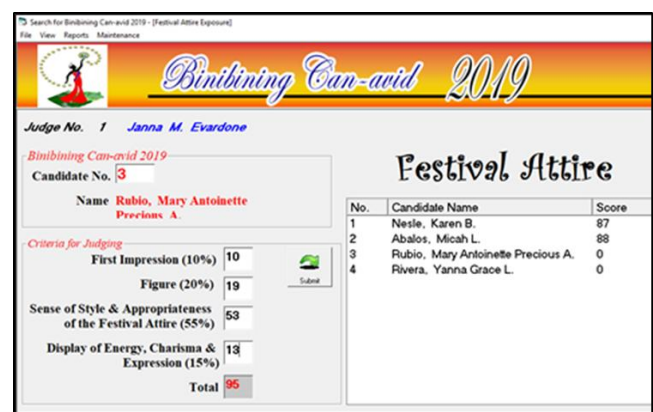 Search for Binibining Can-avid 2019 - [Festival Attire Exposure]
File View Reports Maintenance
Binibining Can-avid 2019
Judge No. 1 Janna M. Evardone
Binibining Can-avid 2019
Candidate No. 3
Name Rubio, Mary Antoinette
Precious A.
Festival Attire
No. Candidate Name Score
1 Nesle, Karen B. 87
2 Abalos, Micah L. 88
3 Rubio, Mary Antoinette Precious A. 0
4 Rivera, Yanna Grace L. 0
Criteria for Judging
First Impression (10%) 10
Figure (20%) 19
Submit
Sense of Style & Appropriateness
of the Festival Attire (55%) 53
Display of Energy, Charisma &
Expression (15%) 13
Total 95